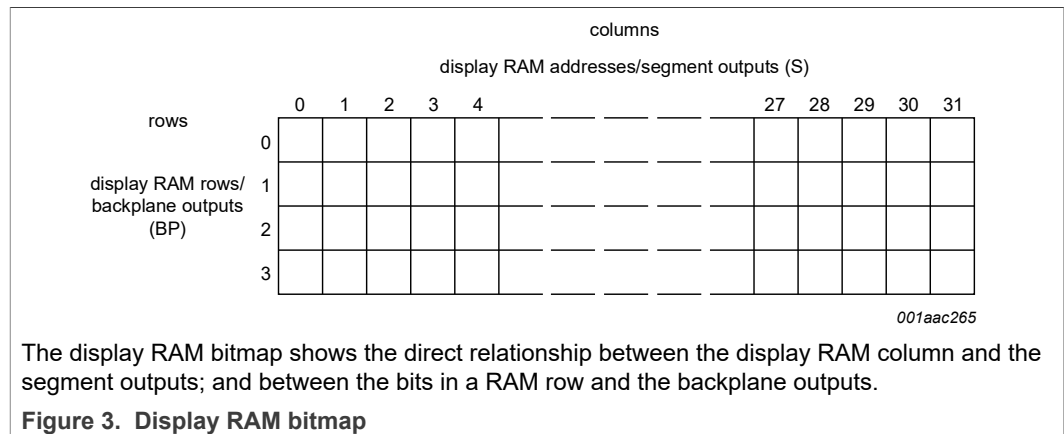 columns
display RAM addresses/segment outputs (S)
0 1 2 3 4 27 28 29 30 31
rows
0
display RAM rows/ 1
backplane outputs
(BP) 2
3
001aac265
The display RAM bitmap shows the direct relationship between the display RAM column and the
segment outputs; and between the bits in a RAM row and the backplane outputs.
Figure 3. Display RAM bitmap